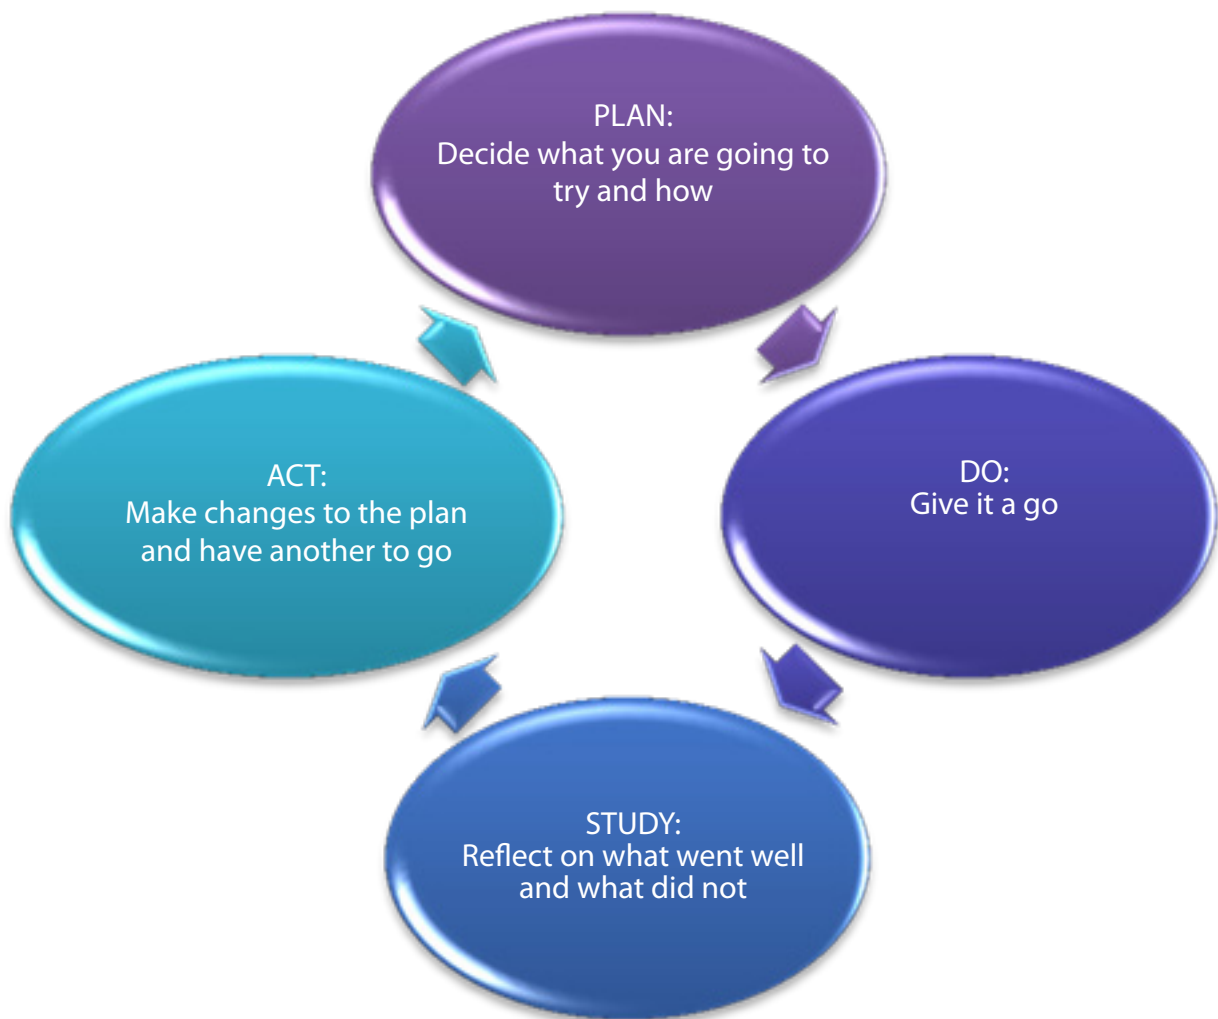 PLAN:
Decide what you are going to
try and how
DO:
Give it a go
STUDY:
Reflect on what went well
and what did not
ACT:
Make changes to the plan
and have another to go